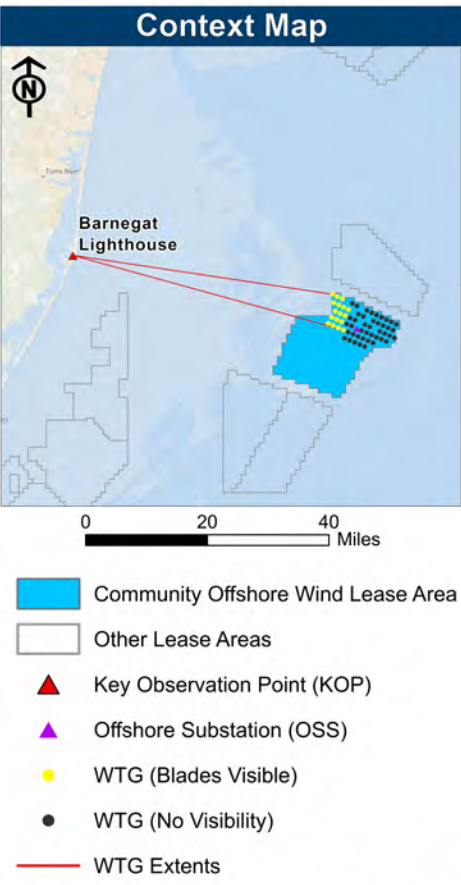 Context Map
N
Toms River
Barnegat
Lighthouse
0 20 40
Miles
Community Offshore Wind Lease Area
Other Lease Areas
Key Observation Point (KOP)
Offshore Substation (OSS)
WTG (Blades Visible)
WTG (No Visibility)
WTG Extents